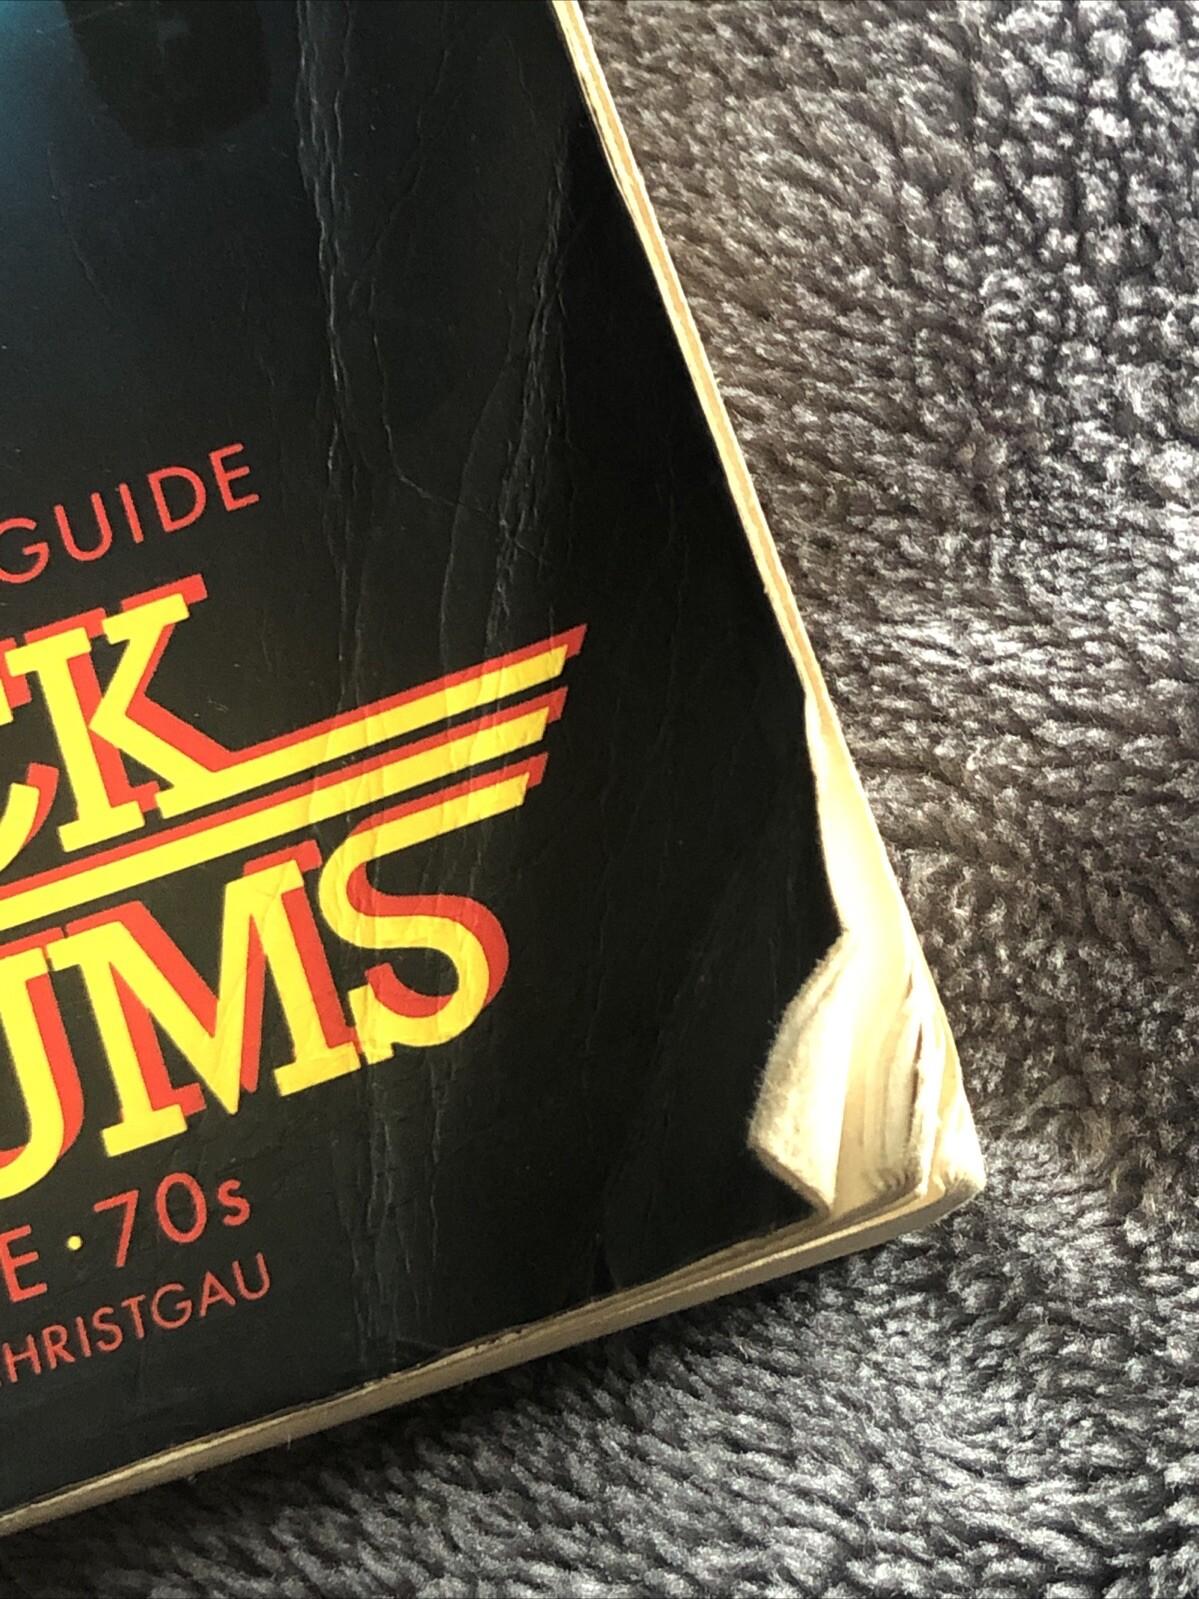 GUIDE
CK
UMS
E · 70s
HRISTGAU